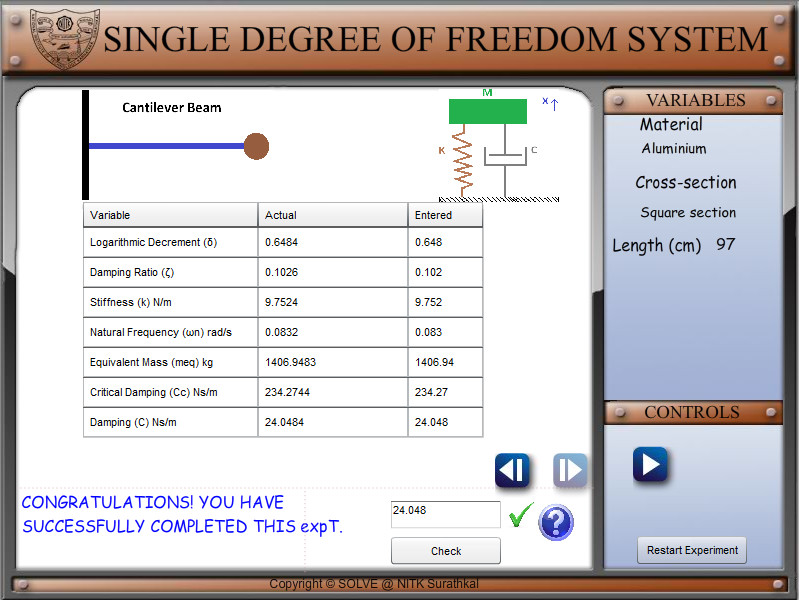 SINGLE DEGREE OF FREEDOM SYSTEM
Cantilever Beam
M
X
K
C
Variable Actual Entered
Logarithmic Decrement (δ) 0.6484 0.648
Damping Ratio (ζ) 0.1026 0.102
Stiffness (k) N/m 9.7524 9.752
Natural Frequency (ωn) rad/s 0.0832 0.083
Equivalent Mass (meq) kg 1406.9483 1406.94
Critical Damping (Cc) Ns/m 234.2744 234.27
Damping (C) Ns/m 24.0484 24.048
CONGRATULATIONS! YOU HAVE
SUCCESSFULLY COMPLETED THIS expT.
24.048
?
Check
VARIABLES
Material
Aluminium
Cross-section
Square section
Length (cm) 97
CONTROLS
Restart Experiment
Copyright © SOLVE @ NITK Surathkal